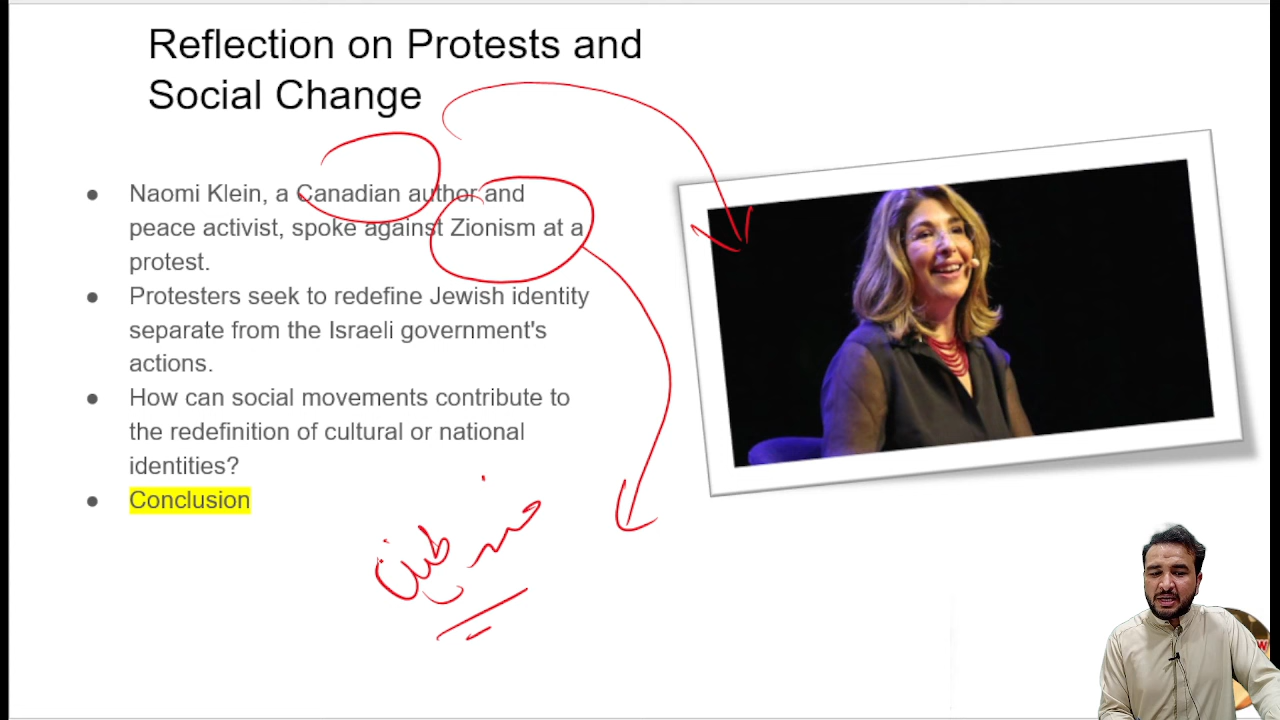 Reflection on Protests and
Social Change
● Naomi Klein, a Canadian author and
peace activist, spoke against Zionism at a
protest.
● Protesters seek to redefine Jewish identity
separate from the Israeli government's
actions.
● How can social movements contribute to
the redefinition of cultural or national
identities?
● Conclusion